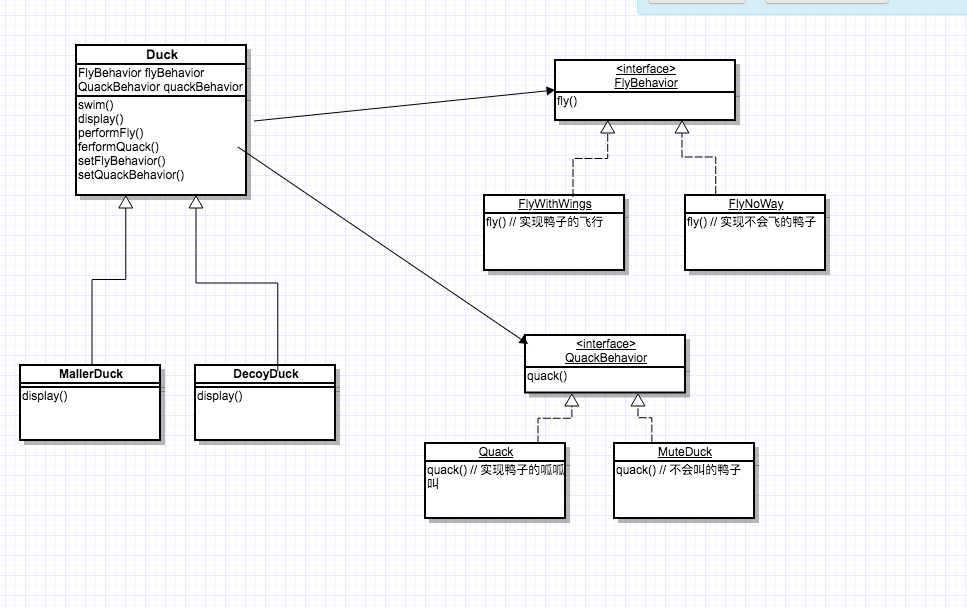 Duck
FlyBehavior flyBehavior
QuackBehavior quackBehavior
swim()
display()
performFly()
ferformQuack()
setFlyBehavior()
setQuackBehavior()
<interface>
FlyBehavior
fly()
FlyWithWings
fly() // 实现鸭子的飞行
FlyNoWay
fly() // 实现不会飞的鸭子
<interface>
QuackBehavior
quack()
MallerDuck
display()
DecoyDuck
display()
Quack
quack() // 实现鸭子的呱呱
叫
MuteDuck
quack() // 不会叫的鸭子